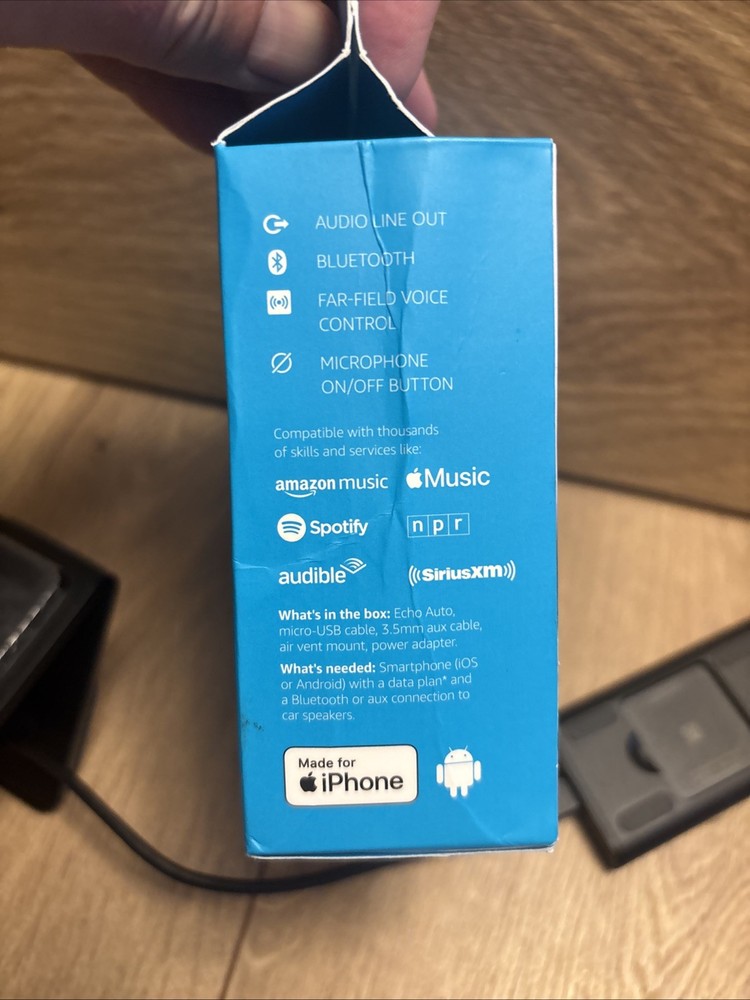 AUDIO LINE OUT
BLUETOOTH
FAR-FIELD VOICE
CONTROL
MICROPHONE
ON/OFF BUTTON
Compatible with thousands
of skills and services like:
amazon music Music
Spotify npr
audible SiriusXM
What's in the box: Echo Auto,
micro-USB cable, 3.5mm aux cable,
air vent mount, power adapter.
What's needed: Smartphone (iOS
or Android) with a data plan* and
a Bluetooth or aux connection to
car speakers.
Made for
iPhone